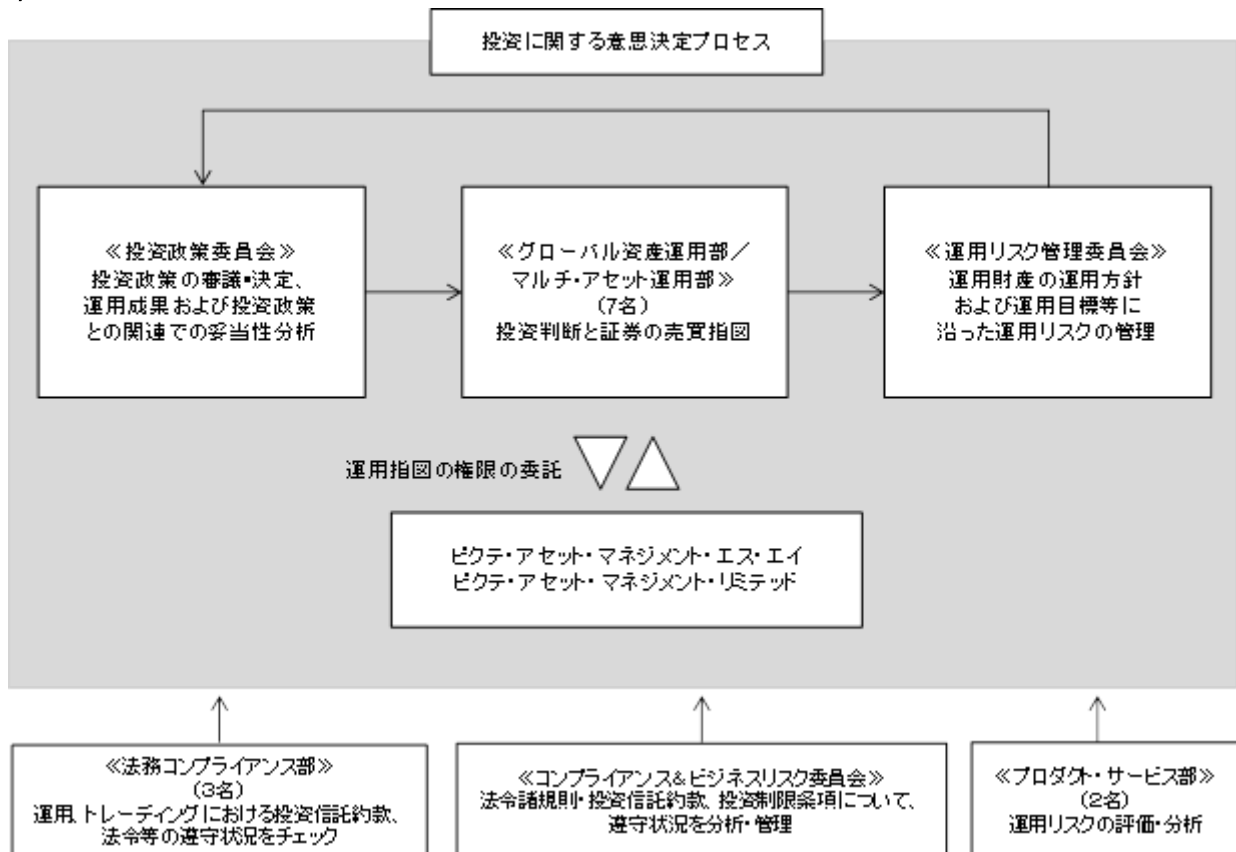 投資に関する意思決定プロセス
≪投資政策委員会≫
投資政策の審議・決定、
運用成果および投資政策
との関連での妥当性分析
≪グローバル資産運用部／
マルチ・アセット運用部≫
(7名)
投資判断と証券の売買指図
≪運用リスク管理委員会≫
運用財産の運用方針
および運用目標等に
沿った運用リスクの管理
運用指図の権限の委託
ピクテ・アセット・マネジメント・エス・エイ
ピクテ・アセット・マネジメント・リミテッド
≪法務コンプライアンス部≫
(3名)
運用、トレーディングにおける投資信託約款、
法令等の遵守状況をチェック
≪コンプライアンス&ビジネスリスク委員会≫
法令諸規則・投資信託約款、投資制限条項について、
遵守状況を分析・管理
≪プロダクト・サービス部≫
(2名)
運用リスクの評価・分析